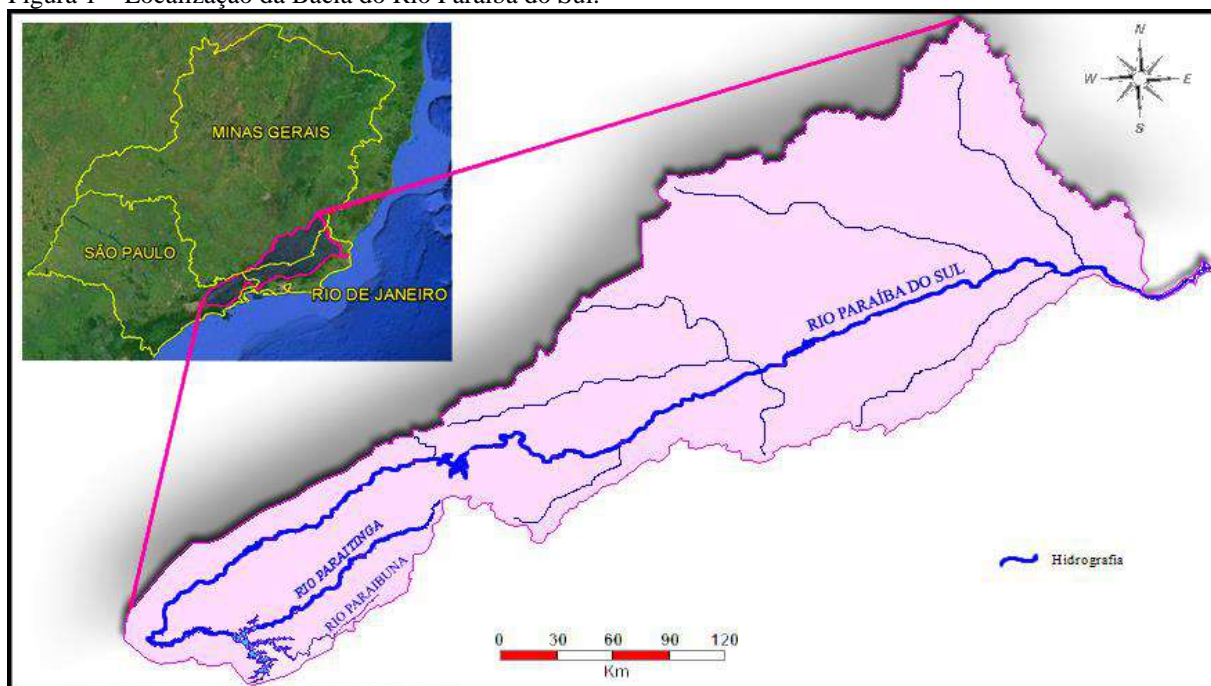 Figura 1 – Localização da Bacia do Rio Paraíba do Sul.
MINAS GERAIS
SÃO PAULO
RIO DE JANEIRO
N
W
E
S
RIO PARAÍBA DO SUL
RIO PARAITINGA
RIO PARAIBUNA
Hidrografia
0 30 60 90 120
Km